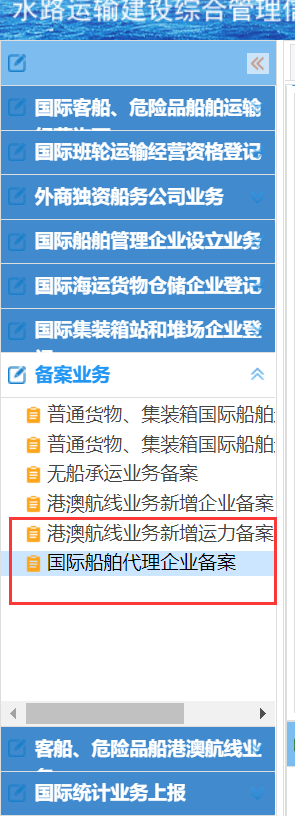 水路运输建设综合管理信
国际客船、危险品船舶运输
国际班轮运输经营资格登记
外商独资船务公司业务
国际船舶管理企业设立业务
国际海运货物仓储企业登记
国际集装箱站和堆场企业登
备案业务
普通货物、集装箱国际船舶
普通货物、集装箱国际船舶
无船承运业务备案
港澳航线业务新增企业备案
港澳航线业务新增运力备案
国际船舶代理企业备案
客船、危险品船港澳航线业
国际统计业务上报